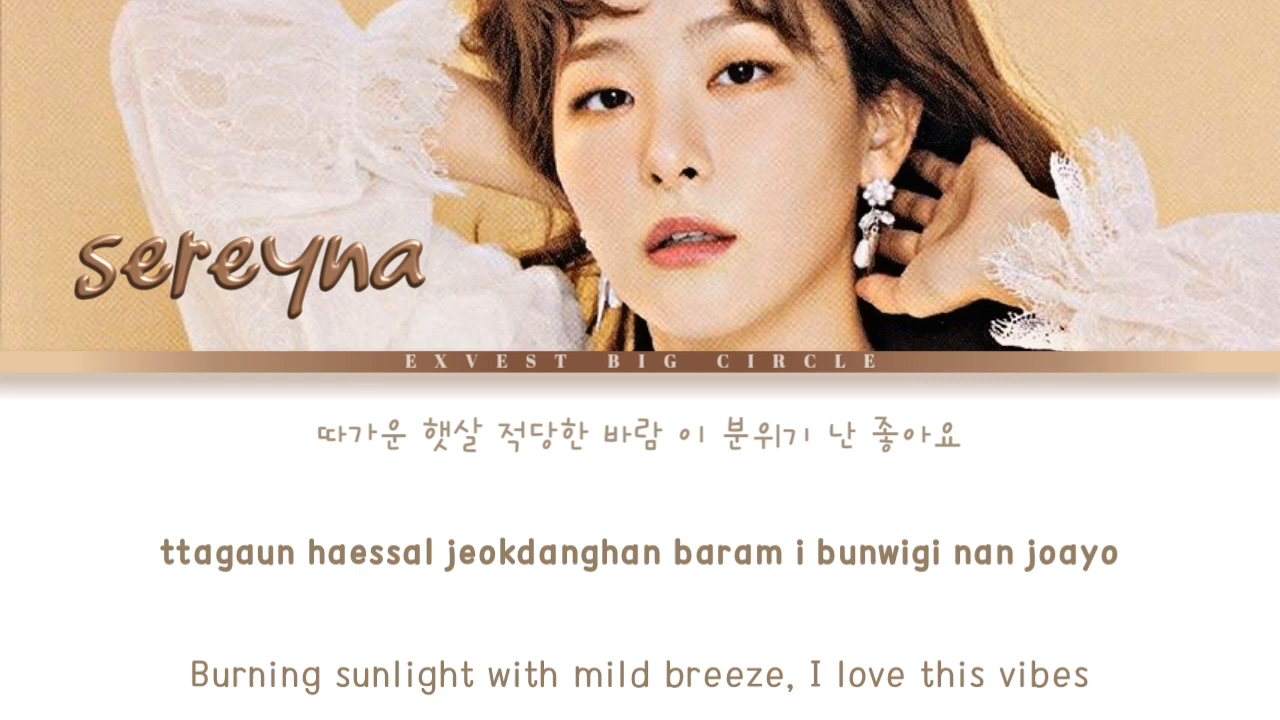 sereyna
EXVEST BIG CIRCLE
따가운 햇살 적당한 바람 이 분위기 난 좋아요
ttagaun haessal jeokdanghan baram i bunwigi nan joayo
Burning sunlight with mild breeze, I love this vibes